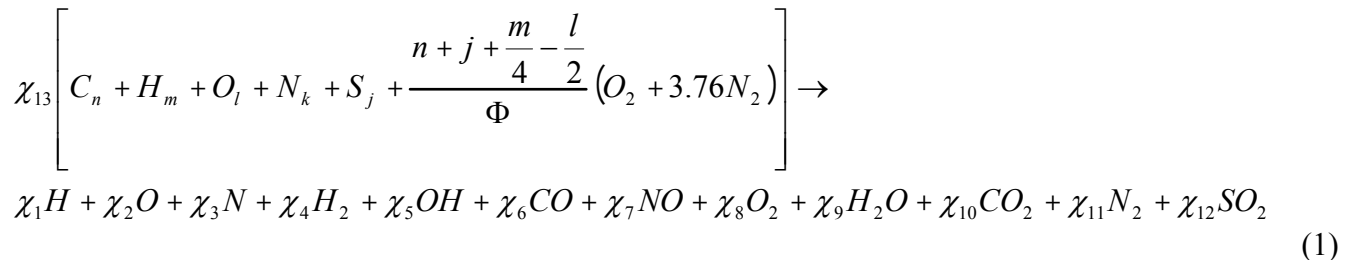 χ₁₃ [ Cₙ + Hₘ + Oₗ + Nₖ + Sⱼ + (n + j + m/4 − l/2)/Φ (O₂ + 3.76N₂) ] →
χ₁H + χ₂O + χ₃N + χ₄H₂ + χ₅OH + χ₆CO + χ₇NO + χ₈O₂ + χ₉H₂O + χ₁₀CO₂ + χ₁₁N₂ + χ₁₂SO₂
(1)